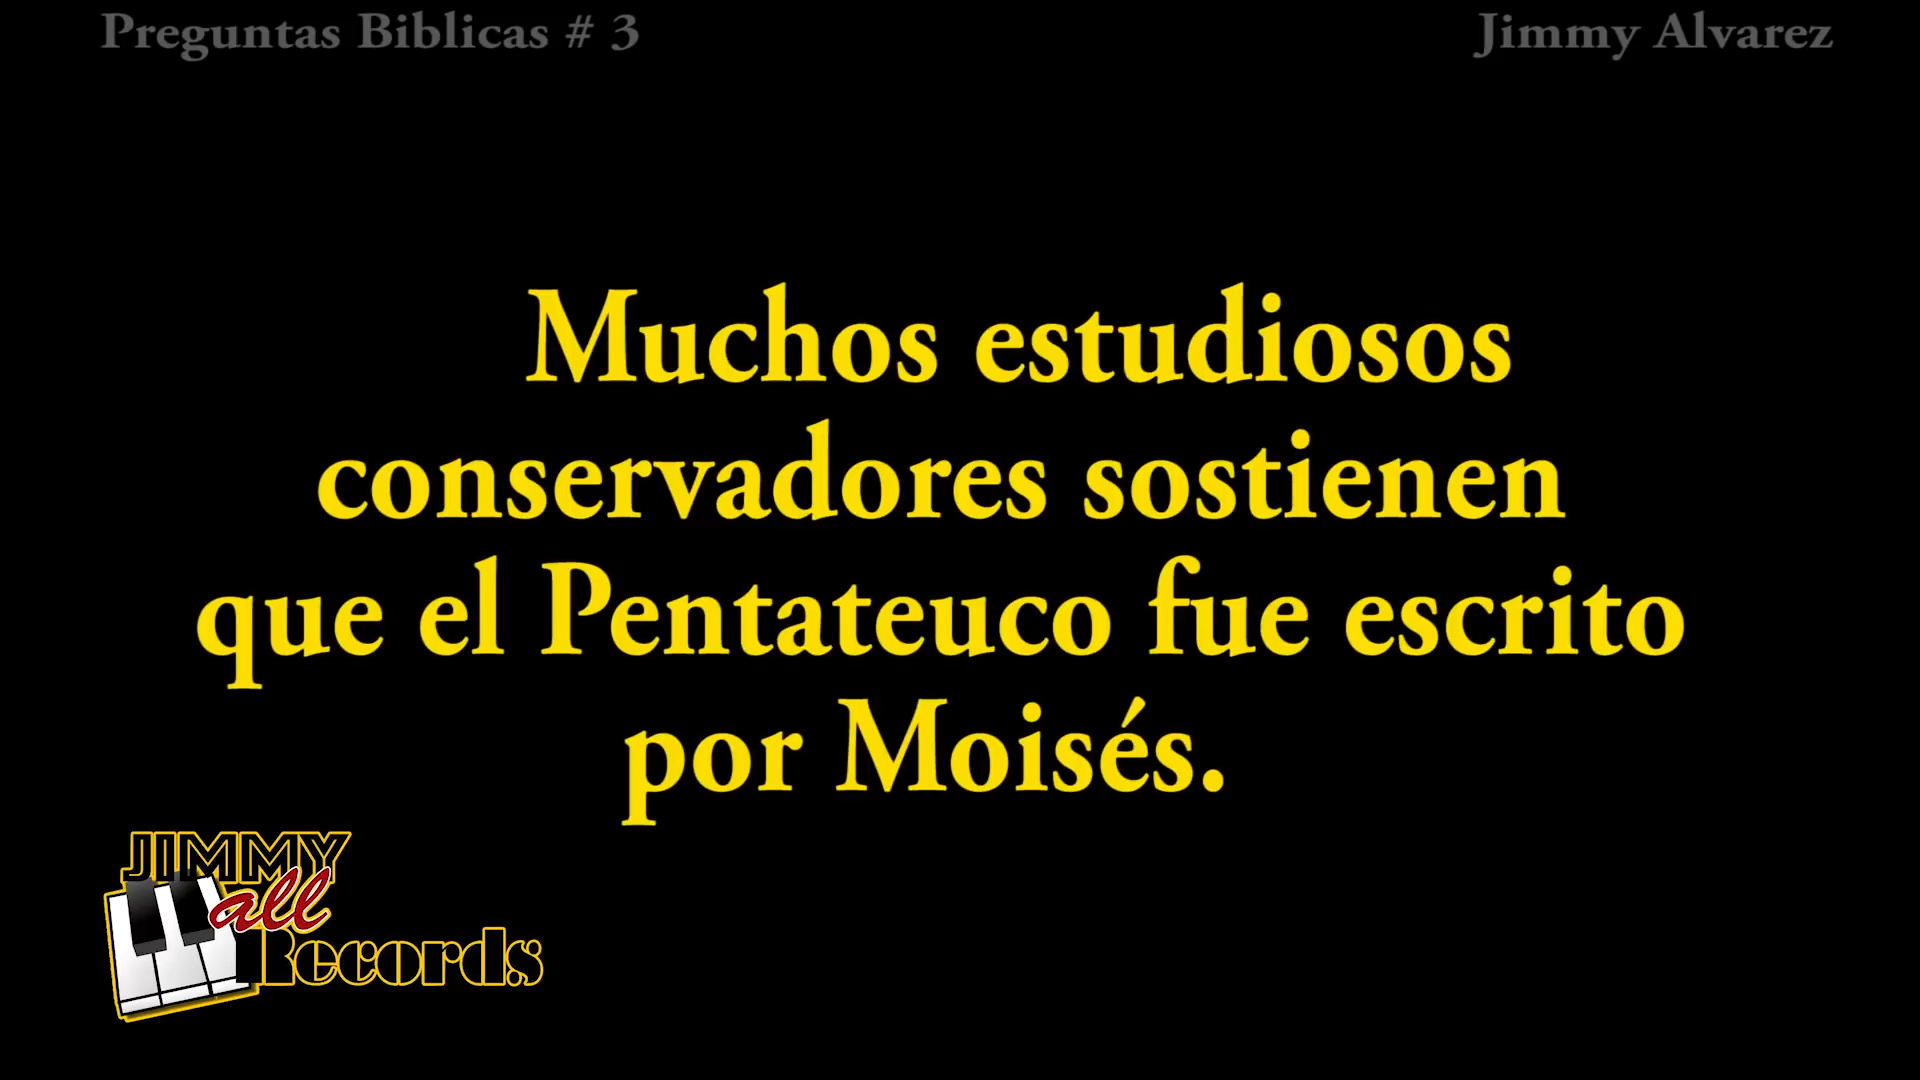 Preguntas Biblicas # 3
Jimmy Alvarez
Muchos estudiosos
conservadores sostienen
que el Pentateuco fue escrito
por Moisés.
JIMMY
all
Records